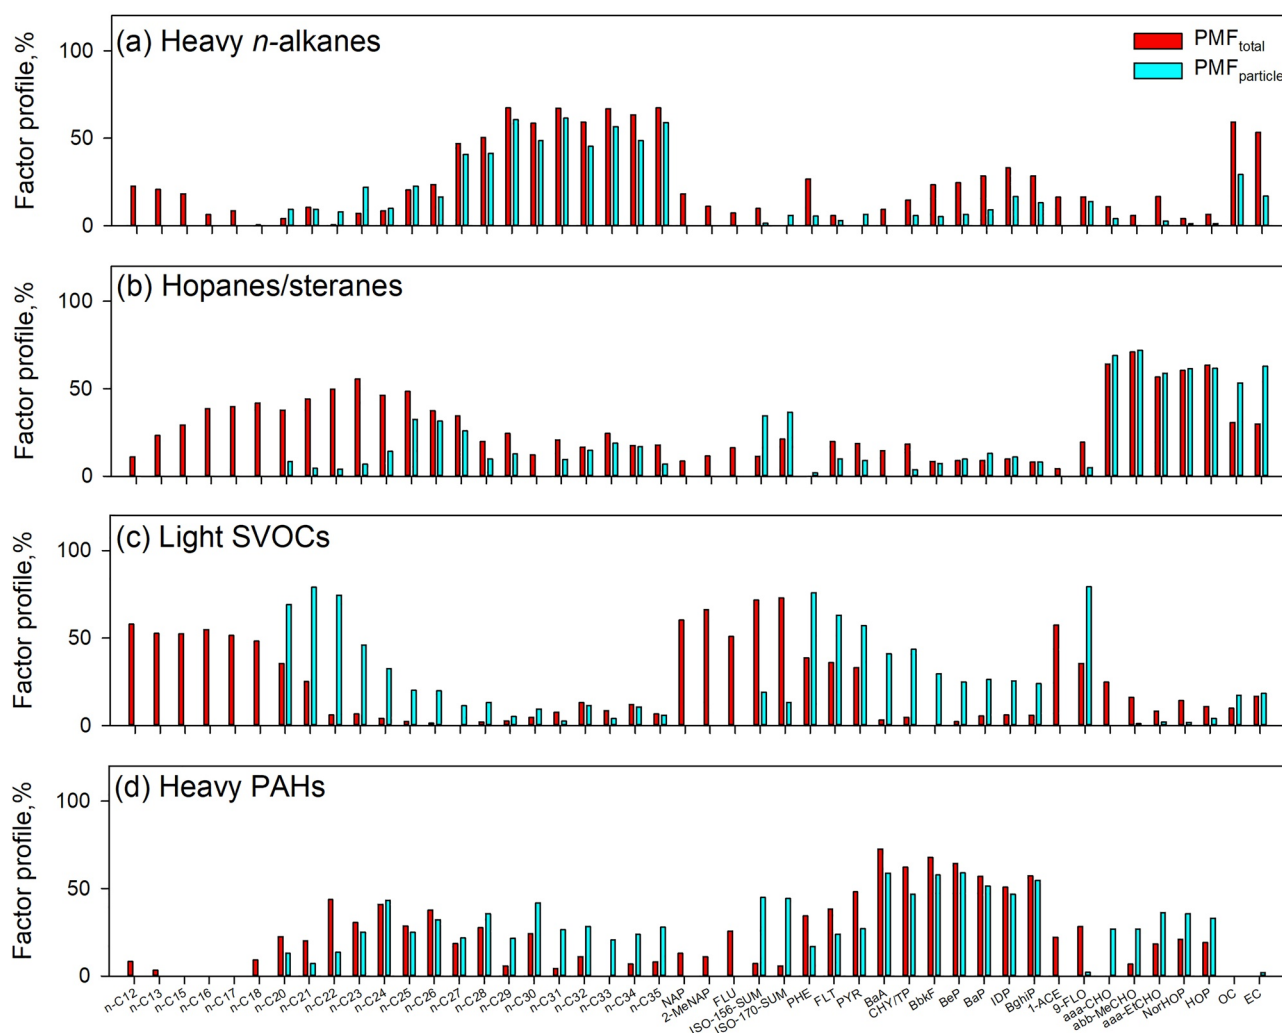 (a) Heavy n-alkanes
PMFtotal
PMFparticle
Factor profile,%
100
50
0
(b) Hopanes/steranes
Factor profile,%
100
50
0
(c) Light SVOCs
Factor profile,%
100
50
0
(d) Heavy PAHs
Factor profile,%
100
50
0
n-C12
n-C13
n-C15
n-C16
n-C17
n-C18
n-C20
n-C21
n-C22
n-C23
n-C24
n-C25
n-C26
n-C27
n-C28
n-C29
n-C30
n-C31
n-C32
n-C33
n-C34
n-C35
NAP
2-MeNAP
FLU
ISO-156-SUM
ISO-170-SUM
PHE
FLT
PYR
BaA
CHY/TP
BbkF
BeP
BaP
IDP
BghiP
1-ACE
9-FLO
aaa-CHO
abb-MeCHO
aaa-EtCHO
NorHOP
HOP
OC
EC